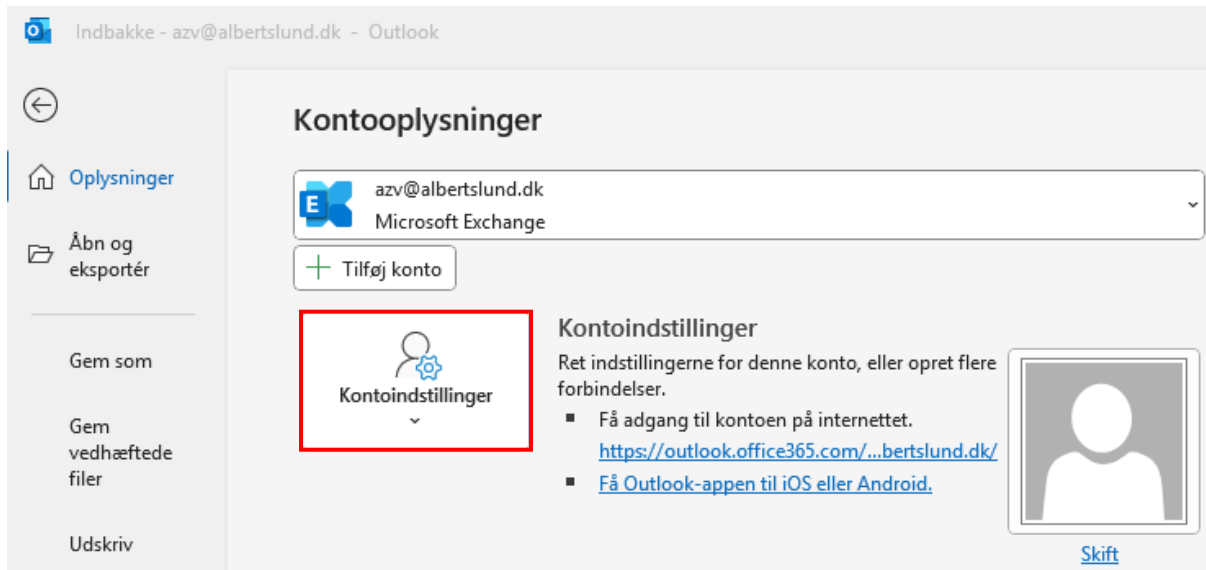 Indbakke - azv@albertslund.dk - Outlook
Kontooplysninger
Oplysninger
Åbn og
eksportér
Gem som
Gem
vedhæftede
filer
Udskriv
azv@albertslund.dk
Microsoft Exchange
Tilføj konto
Kontoindstillinger
Kontoindstillinger
Ret indstillingerne for denne konto, eller opret flere
forbindelser.
Få adgang til kontoen på internettet.
https://outlook.office365.com/...bertslund.dk/
Få Outlook-appen til iOS eller Android.
Skift